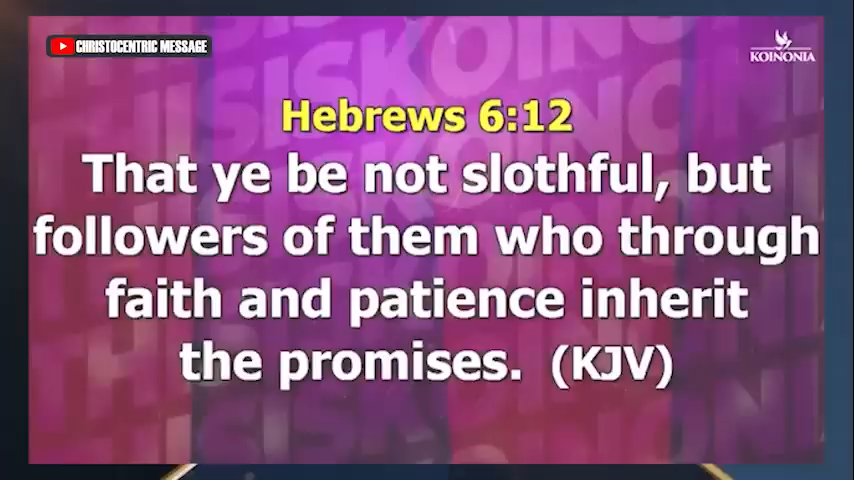 CHRISTOCENTRIC MESSAGE
KOINONIA
Hebrews 6:12
That ye be not slothful, but
followers of them who through
faith and patience inherit
the promises. (KJV)